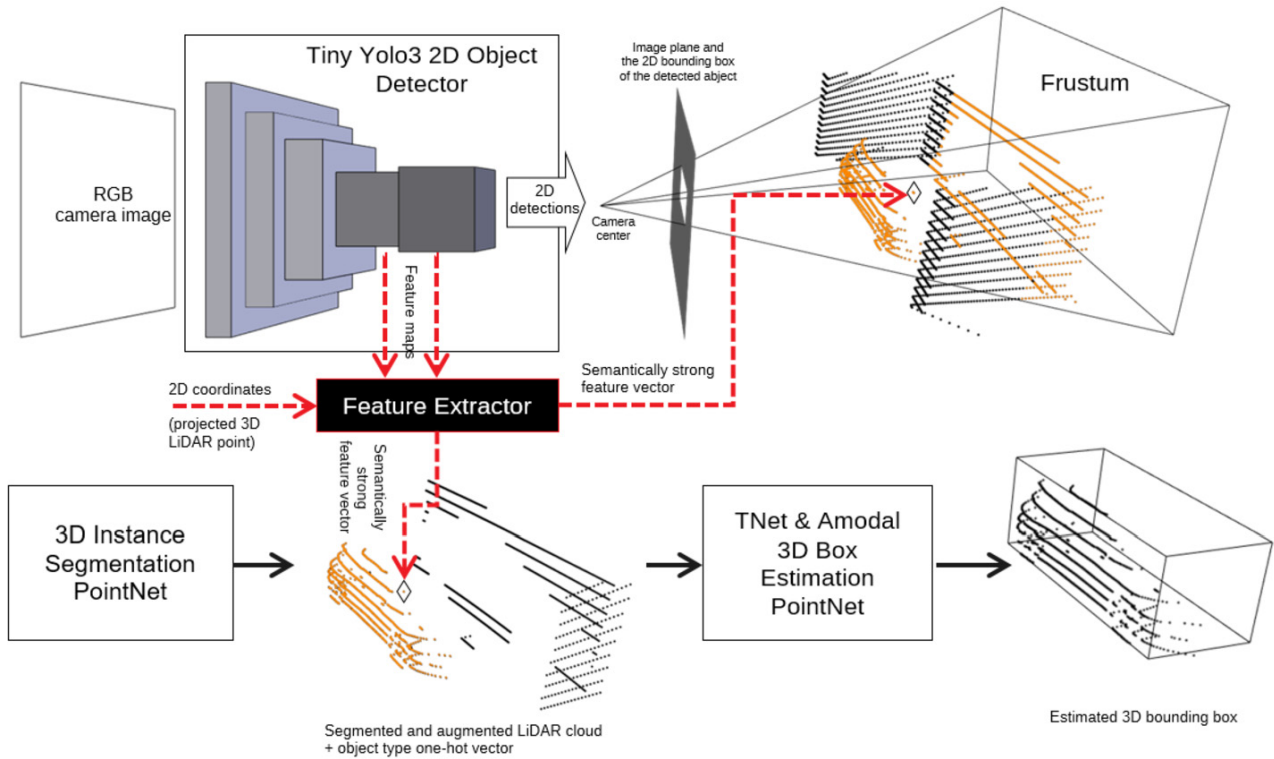 Tiny Yolo3 2D Object
Detector
RGB
camera image
2D
detections
Feature maps
Image plane and
the 2D bounding box
of the detected abject
Camera
center
Frustum
2D coordinates
(projected 3D
LiDAR point)
Feature Extractor
Semantically strong
feature vector
Semantically
strong
feature vector
3D Instance
Segmentation
PointNet
TNet & Amodal
3D Box
Estimation
PointNet
Segmented and augmented LiDAR cloud
+ object type one-hot vector
Estimated 3D bounding box